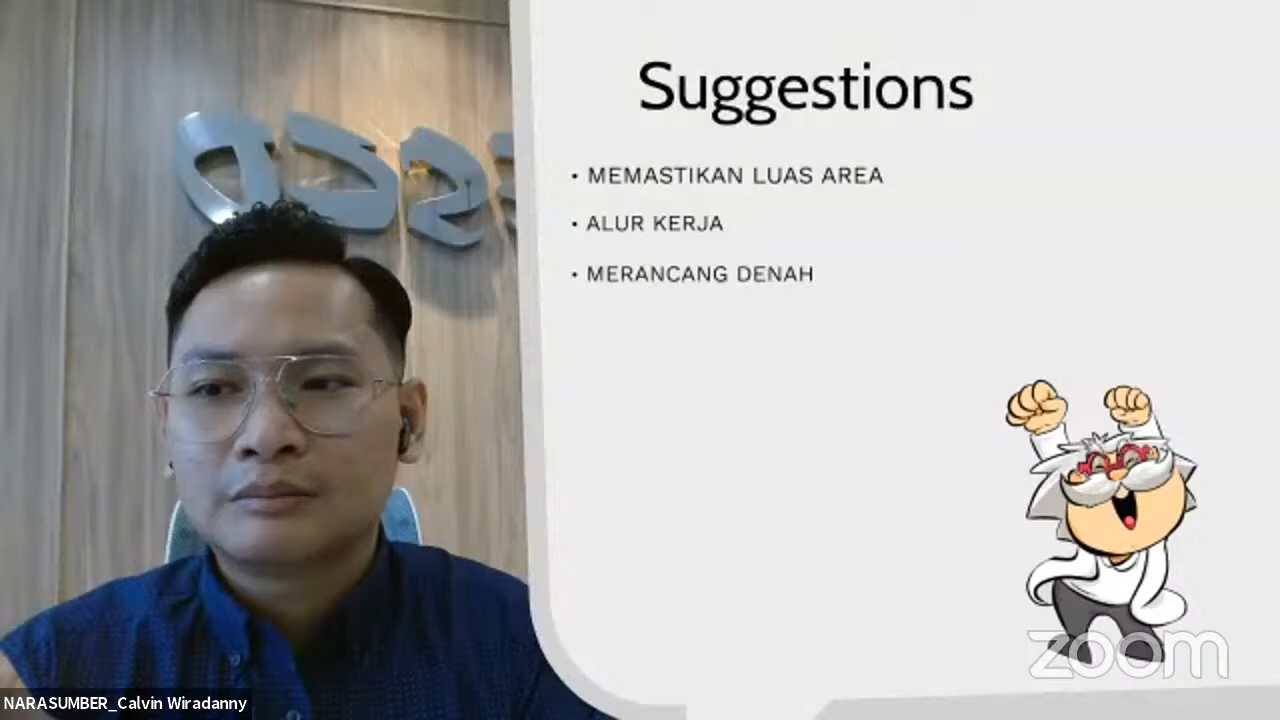 Suggestions
• MEMASTIKAN LUAS AREA
• ALUR KERJA
• MERANCANG DENAH
zoom
NARASUMBER_Calvin Wiradanny